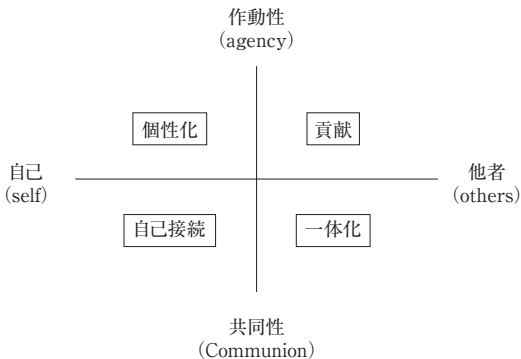 作動性
（agency）
個性化
貢献
自己
（self）
他者
（others）
自己接続
一体化
共同性
（Communion）